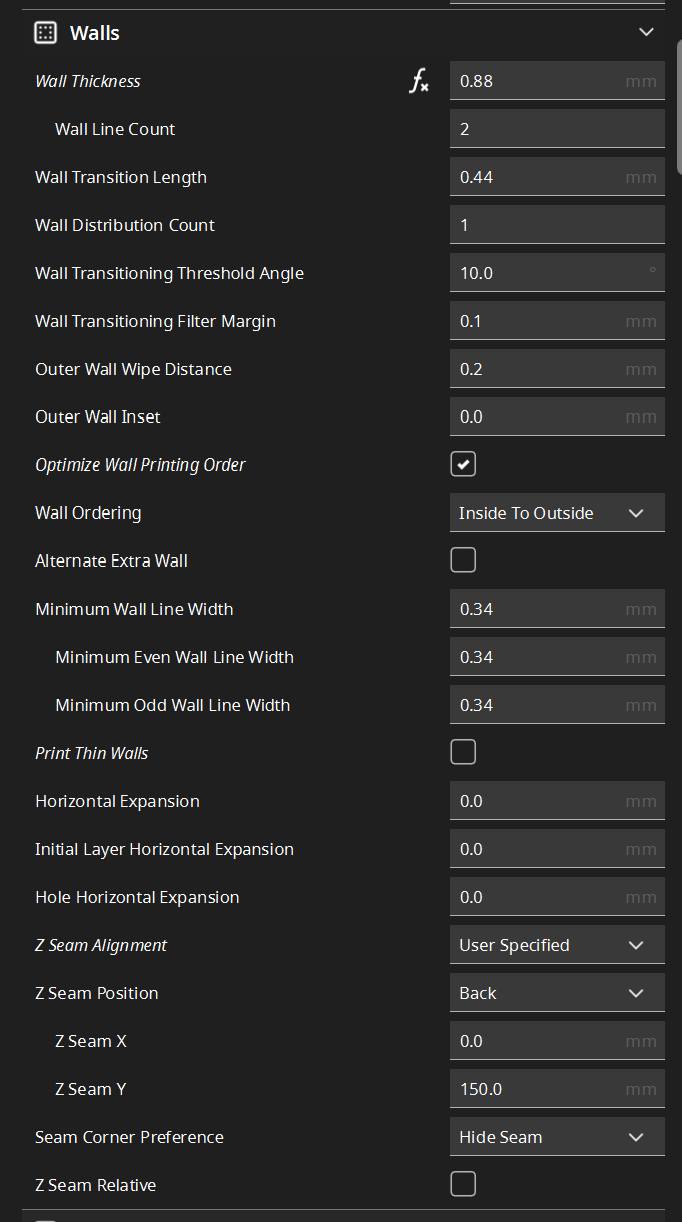 Walls
Wall Thickness fx 0.88 mm
Wall Line Count 2
Wall Transition Length 0.44 mm
Wall Distribution Count 1
Wall Transitioning Threshold Angle 10.0 °
Wall Transitioning Filter Margin 0.1 mm
Outer Wall Wipe Distance 0.2 mm
Outer Wall Inset 0.0 mm
Optimize Wall Printing Order
Wall Ordering Inside To Outside
Alternate Extra Wall
Minimum Wall Line Width 0.34 mm
Minimum Even Wall Line Width 0.34 mm
Minimum Odd Wall Line Width 0.34 mm
Print Thin Walls
Horizontal Expansion 0.0 mm
Initial Layer Horizontal Expansion 0.0 mm
Hole Horizontal Expansion 0.0 mm
Z Seam Alignment User Specified
Z Seam Position Back
Z Seam X 0.0 mm
Z Seam Y 150.0 mm
Seam Corner Preference Hide Seam
Z Seam Relative